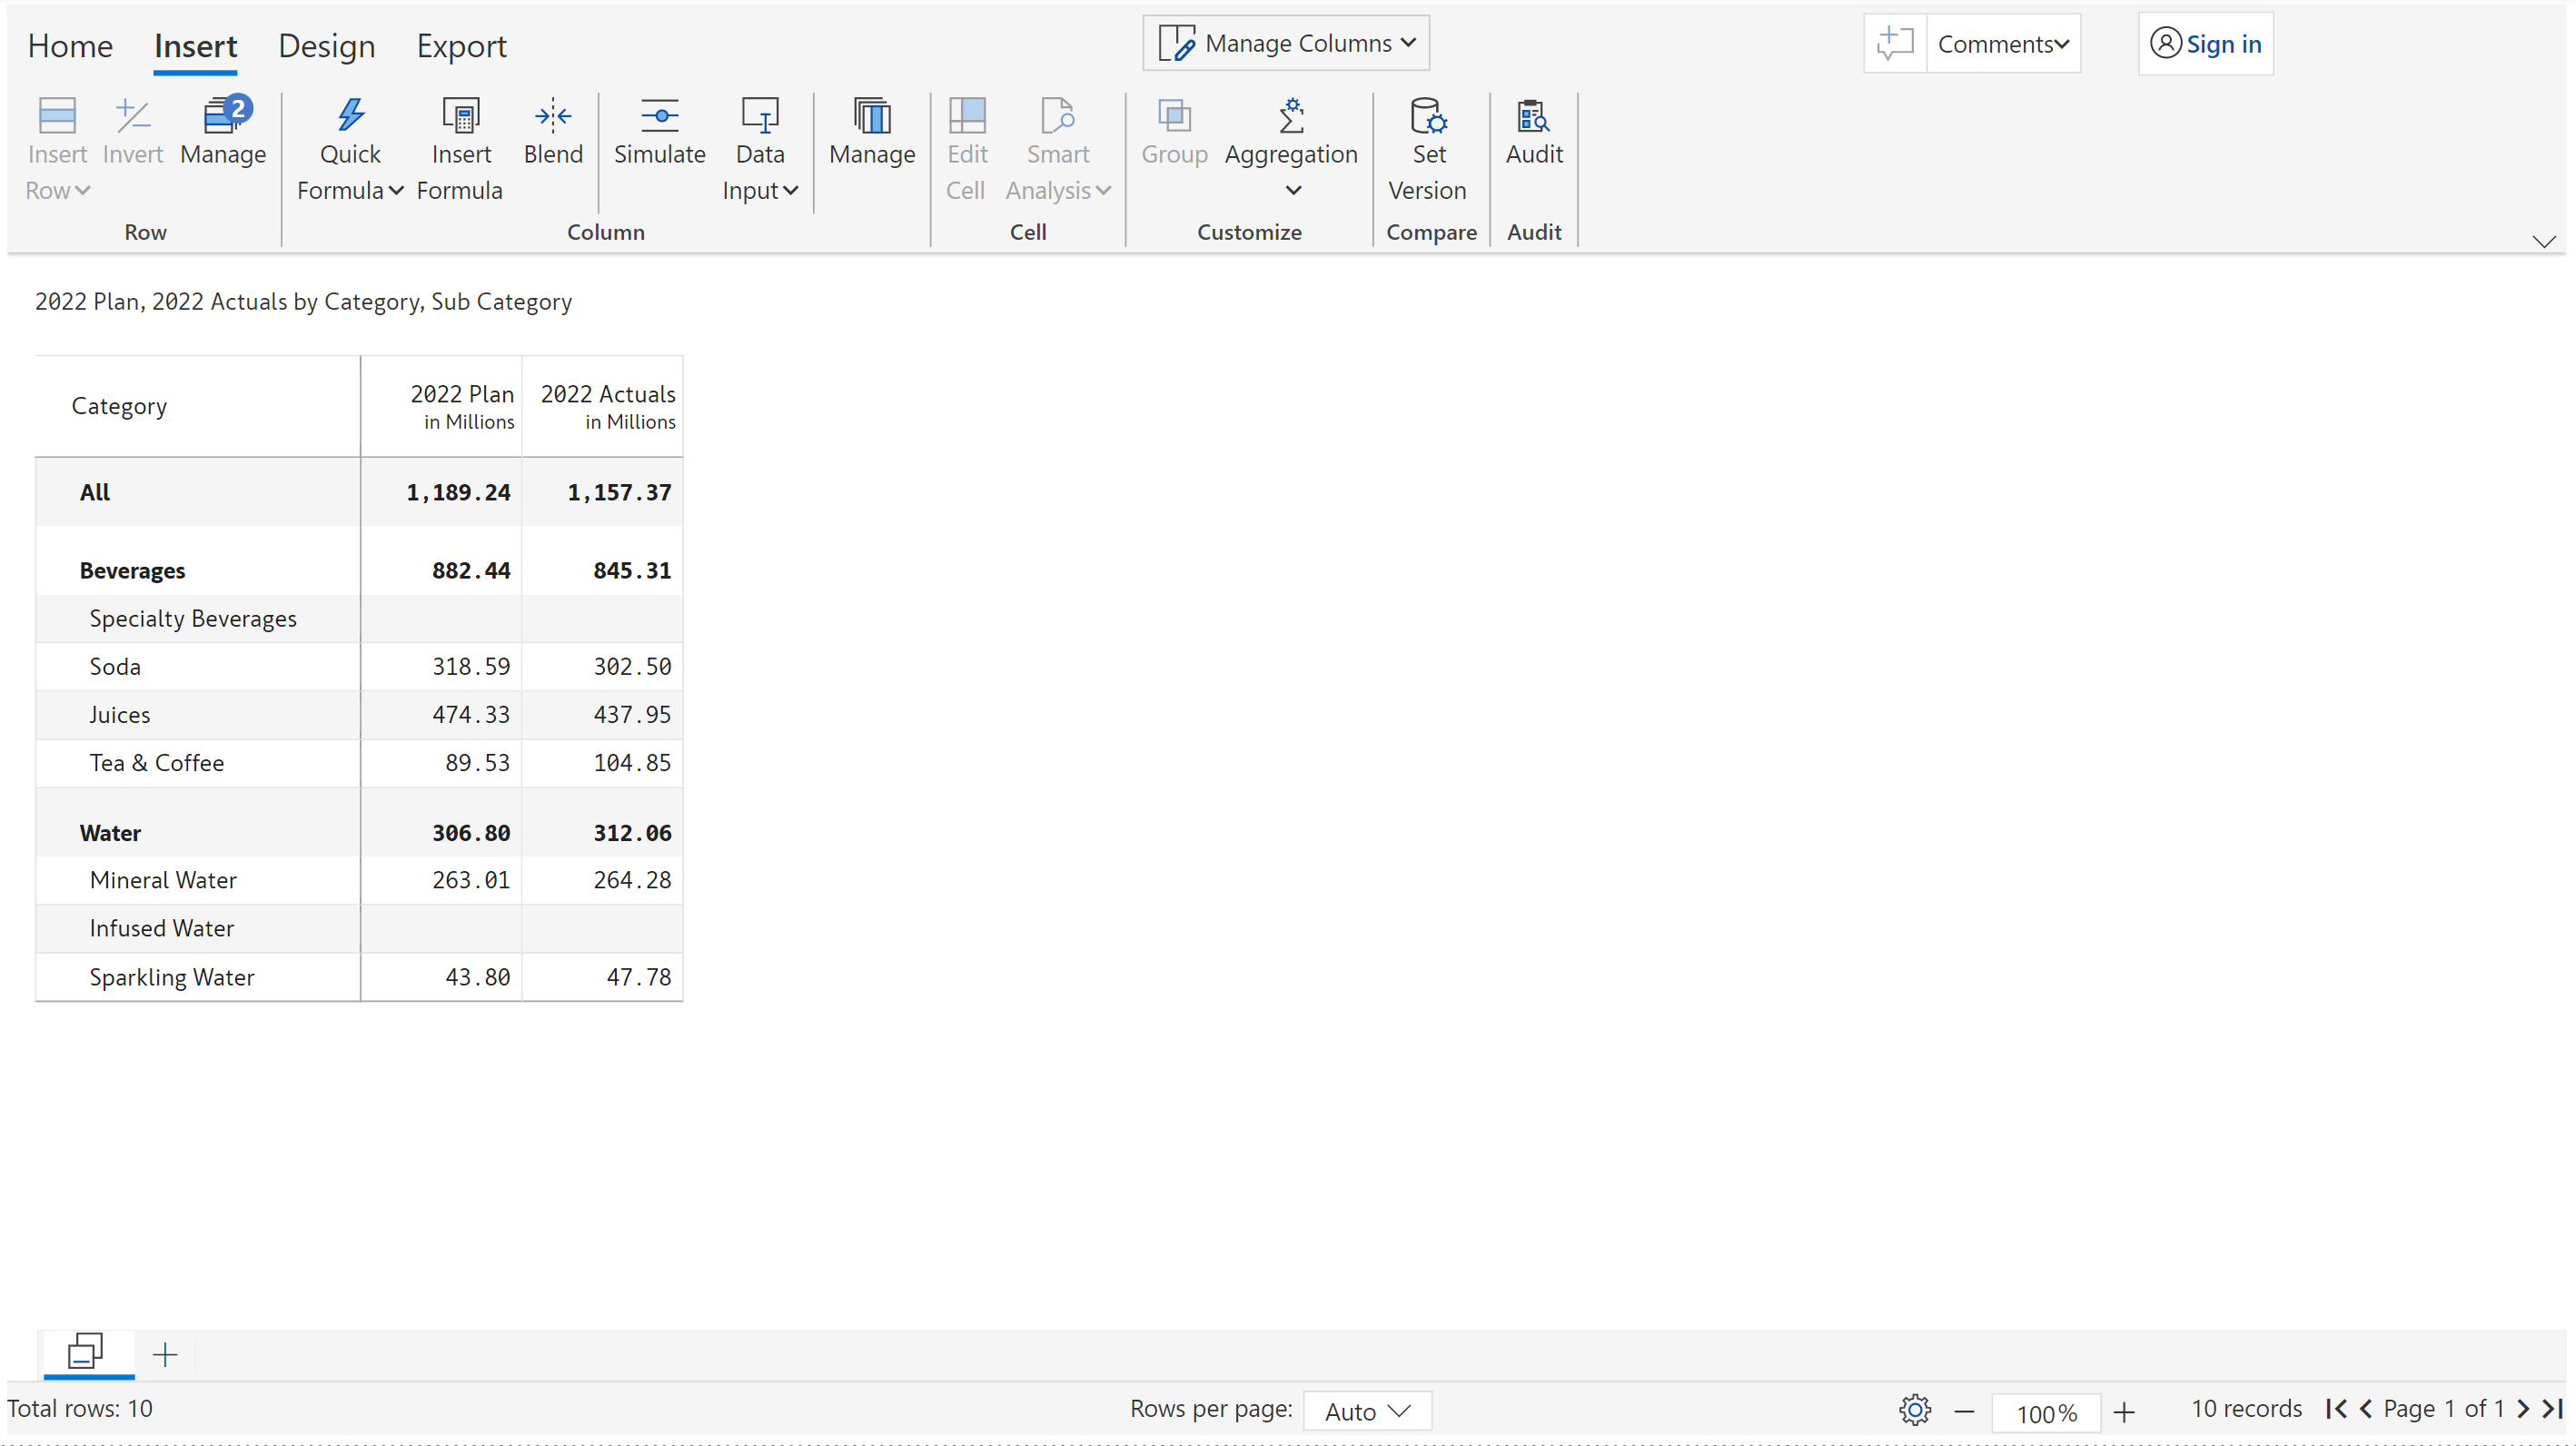 Home Insert Design Export Manage Columns Comments Sign in
2
Insert Invert Manage Quick Insert Blend Simulate Data Manage Edit Smart Group Aggregation Set Audit
Row Formula Formula Input Cell Analysis Version
Row Column Cell Customize Compare Audit
2022 Plan, 2022 Actuals by Category, Sub Category
Category 2022 Plan 2022 Actuals
in Millions in Millions
All 1,189.24 1,157.37
Beverages 882.44 845.31
Specialty Beverages
Soda 318.59 302.50
Juices 474.33 437.95
Tea & Coffee 89.53 104.85
Water 306.80 312.06
Mineral Water 263.01 264.28
Infused Water
Sparkling Water 43.80 47.78
Total rows: 10 Rows per page: Auto 100% 10 records Page 1 of 1